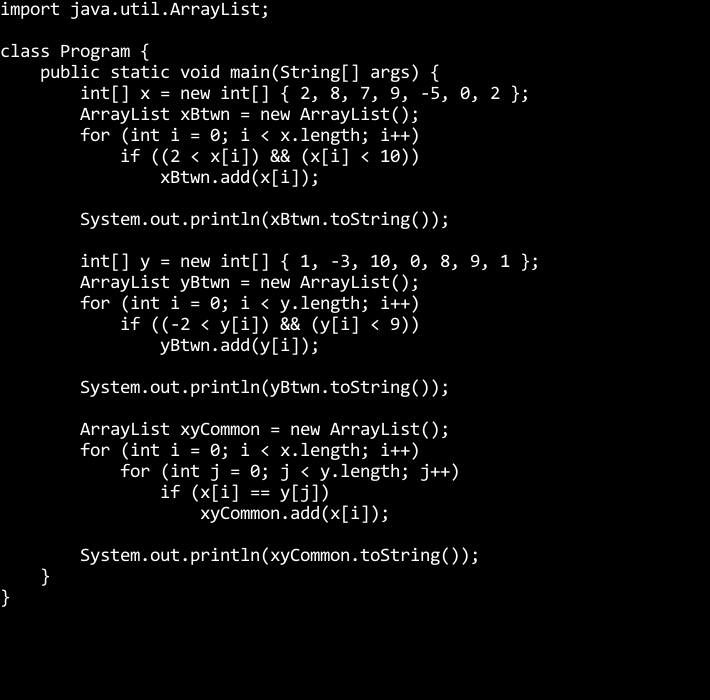 import java.util.ArrayList;

class Program {
    public static void main(String[] args) {
        int[] x = new int[] { 2, 8, 7, 9, -5, 0, 2 };
        ArrayList xBtwn = new ArrayList();
        for (int i = 0; i < x.length; i++)
            if ((2 < x[i]) && (x[i] < 10))
                xBtwn.add(x[i]);

        System.out.println(xBtwn.toString());

        int[] y = new int[] { 1, -3, 10, 0, 8, 9, 1 };
        ArrayList yBtwn = new ArrayList();
        for (int i = 0; i < y.length; i++)
            if ((-2 < y[i]) && (y[i] < 9))
                yBtwn.add(y[i]);

        System.out.println(yBtwn.toString());

        ArrayList xyCommon = new ArrayList();
        for (int i = 0; i < x.length; i++)
            for (int j = 0; j < y.length; j++)
                if (x[i] == y[j])
                    xyCommon.add(x[i]);

        System.out.println(xyCommon.toString());
    }
}